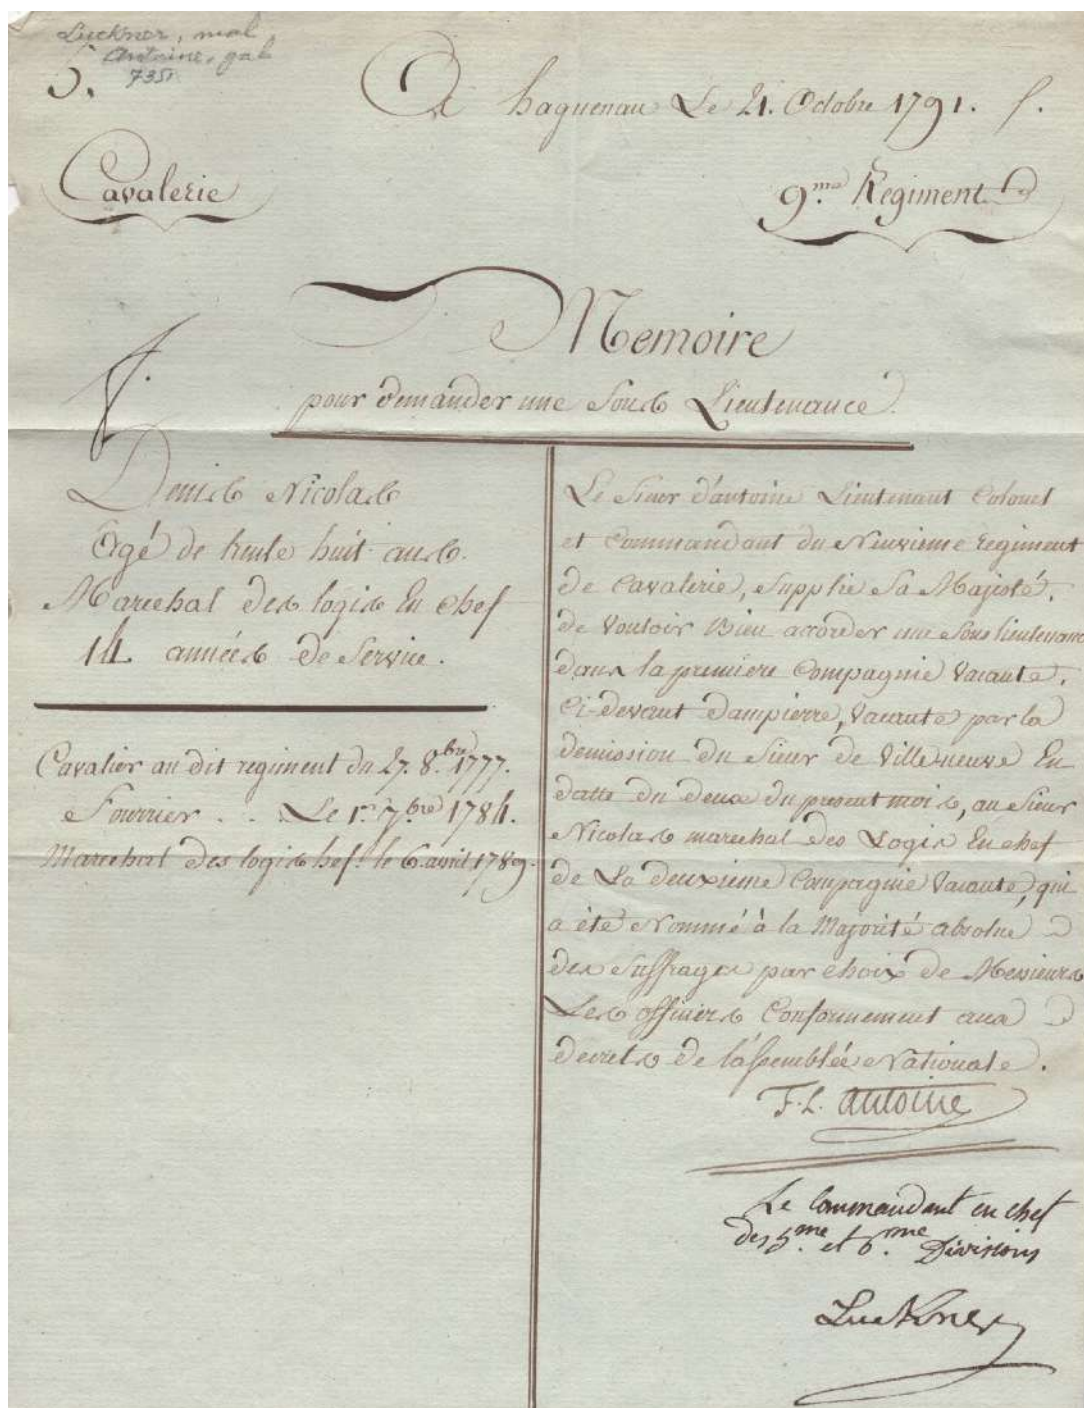 Luckner, mal
Antoine, gal
7351
5.
A haguenau Le 21. Octobre 1791. /.
Cavalerie
9.me Regiment
Memoire
pour demander une Sous Lieutenance.
Denis Nicolas
Agé de trente huit ans.
Marechal des logis En chef
14 années de Service.
Cavalier au dit regiment du 27. 8.bre 1777.
Fourrier . . Le 1.r 7.bre 1784.
Marechal des logis chef. le 6. avril 1789.
Le Sieur d'antoine Lieutenant Colonel
et Commandant du Neuvieme Regiment
de Cavalerie, Supplie Sa Majesté,
de Vouloir Bien accorder une Sous lieutenanc
dans la premiere Compagnie Vacante,
Ci-devant Dampierre, Vacante par la
demission du Sieur de Villeneuve En
datte du deux du present mois, au Sieur
Nicolas marechal des Logis En chef
de La deuxieme Compagnie Vacante, qui
a été Nommé à la Majorité absolue
des Suffrages par choix de Messieurs
Les officiers Conformement aux
decrets de l'assemblée Nationale.
F. L. Antoine
Le Commandant en chef
des 5.me et 6.me Divisions
Luckner